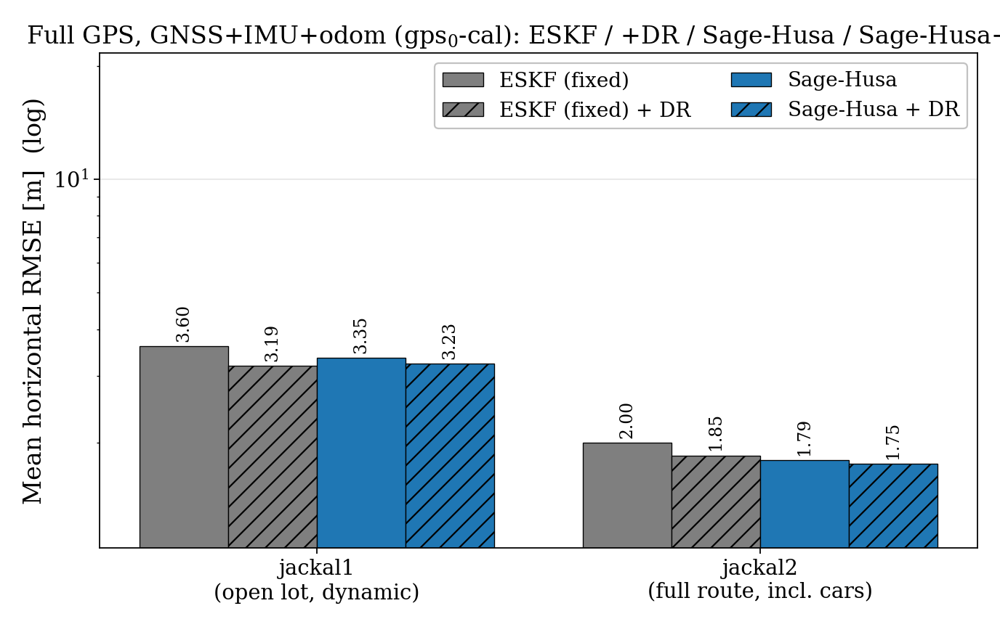 Full GPS, GNSS+IMU+odom (gps₀-cal): ESKF / +DR / Sage-Husa / Sage-Husa-
ESKF (fixed)
ESKF (fixed) + DR
Sage-Husa
Sage-Husa + DR
Mean horizontal RMSE [m] (log)
10¹
3.60
3.19
3.35
3.23
2.00
1.85
1.79
1.75
jackal1
(open lot, dynamic)
jackal2
(full route, incl. cars)